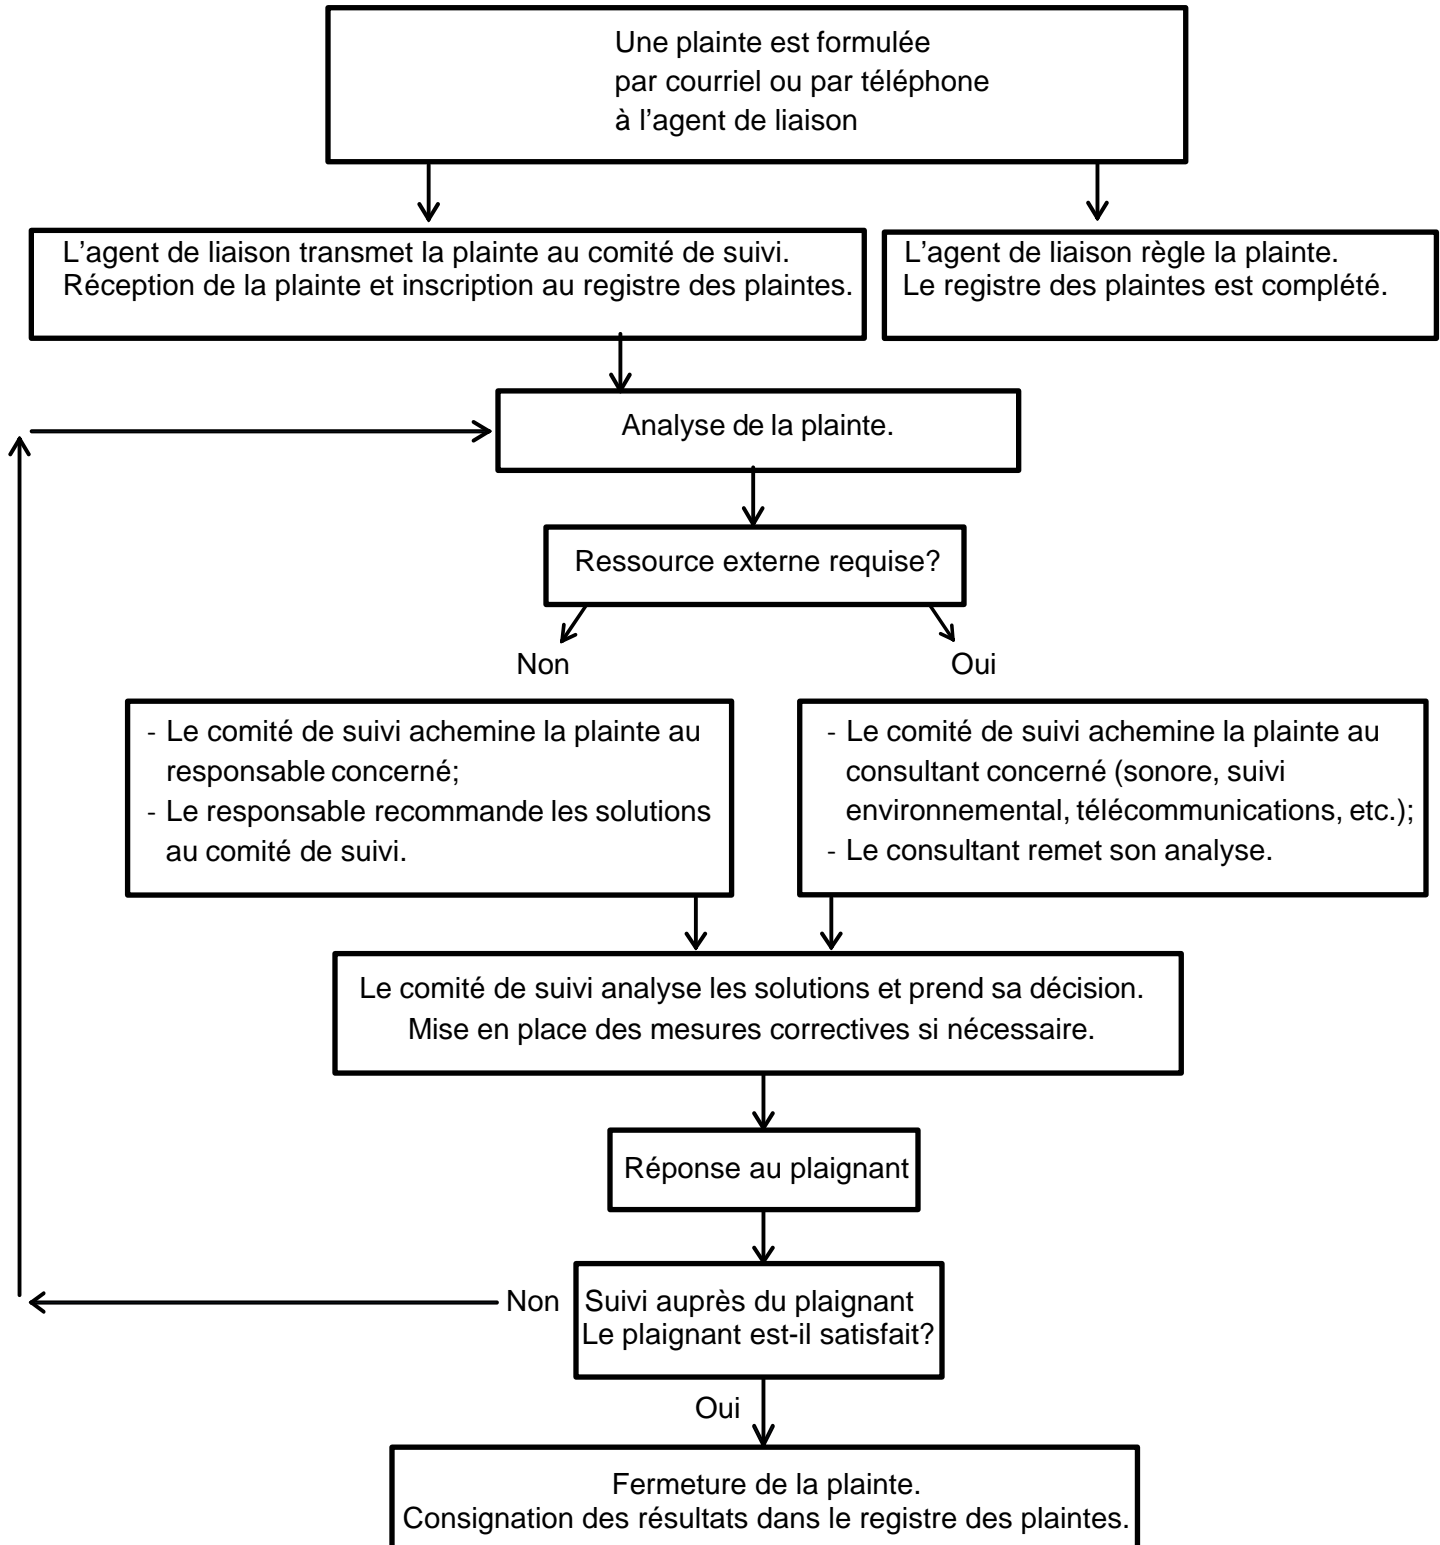 Une plainte est formulée
par courriel ou par téléphone
à l’agent de liaison
L’agent de liaison transmet la plainte au comité de suivi.
Réception de la plainte et inscription au registre des plaintes.
L’agent de liaison règle la plainte.
Le registre des plaintes est complété.
Analyse de la plainte.
Ressource externe requise?
Non
Oui
- Le comité de suivi achemine la plainte au
responsable concerné;
- Le responsable recommande les solutions
au comité de suivi.
- Le comité de suivi achemine la plainte au
consultant concerné (sonore, suivi
environnemental, télécommunications, etc.);
- Le consultant remet son analyse.
Le comité de suivi analyse les solutions et prend sa décision.
Mise en place des mesures correctives si nécessaire.
Réponse au plaignant
Non
Suivi auprès du plaignant
Le plaignant est-il satisfait?
Oui
Fermeture de la plainte.
Consignation des résultats dans le registre des plaintes.